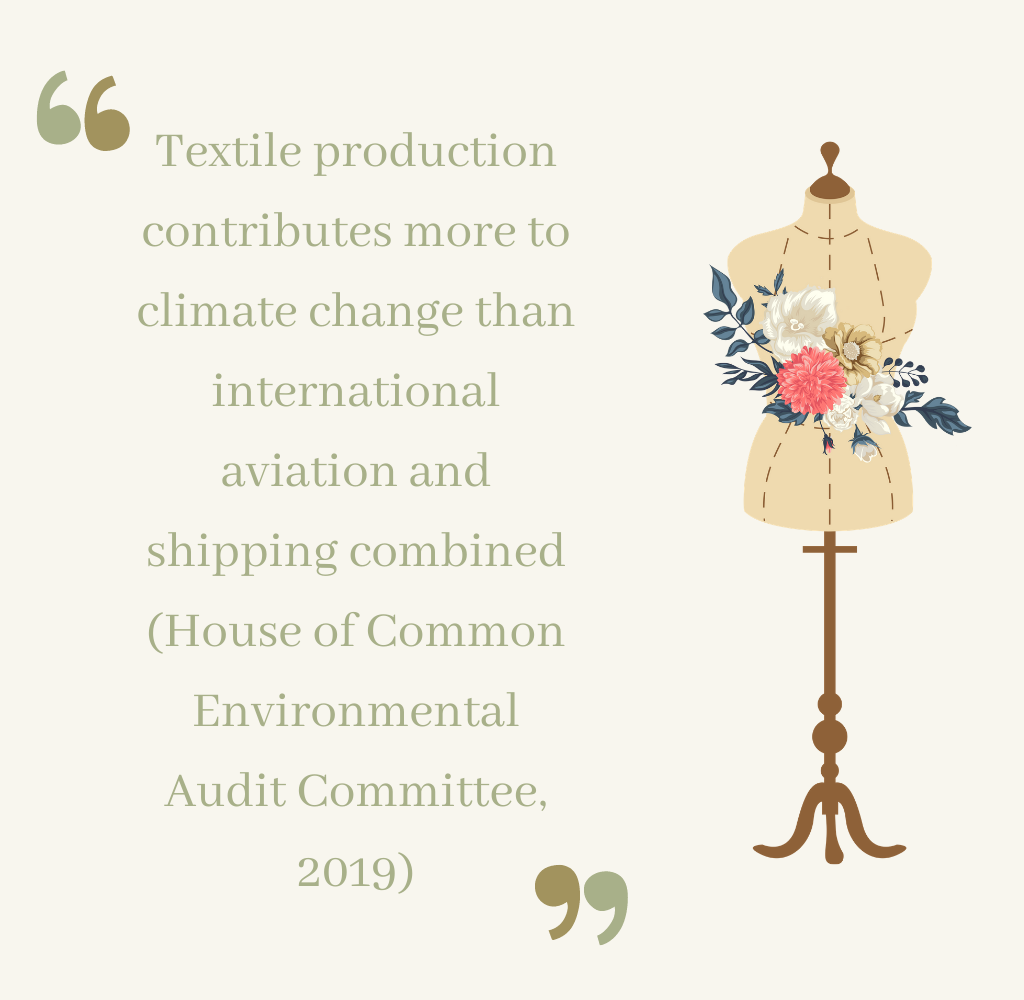 Textile production
contributes more to
climate change than
international
aviation and
shipping combined
(House of Common
Environmental
Audit Committee,
2019)